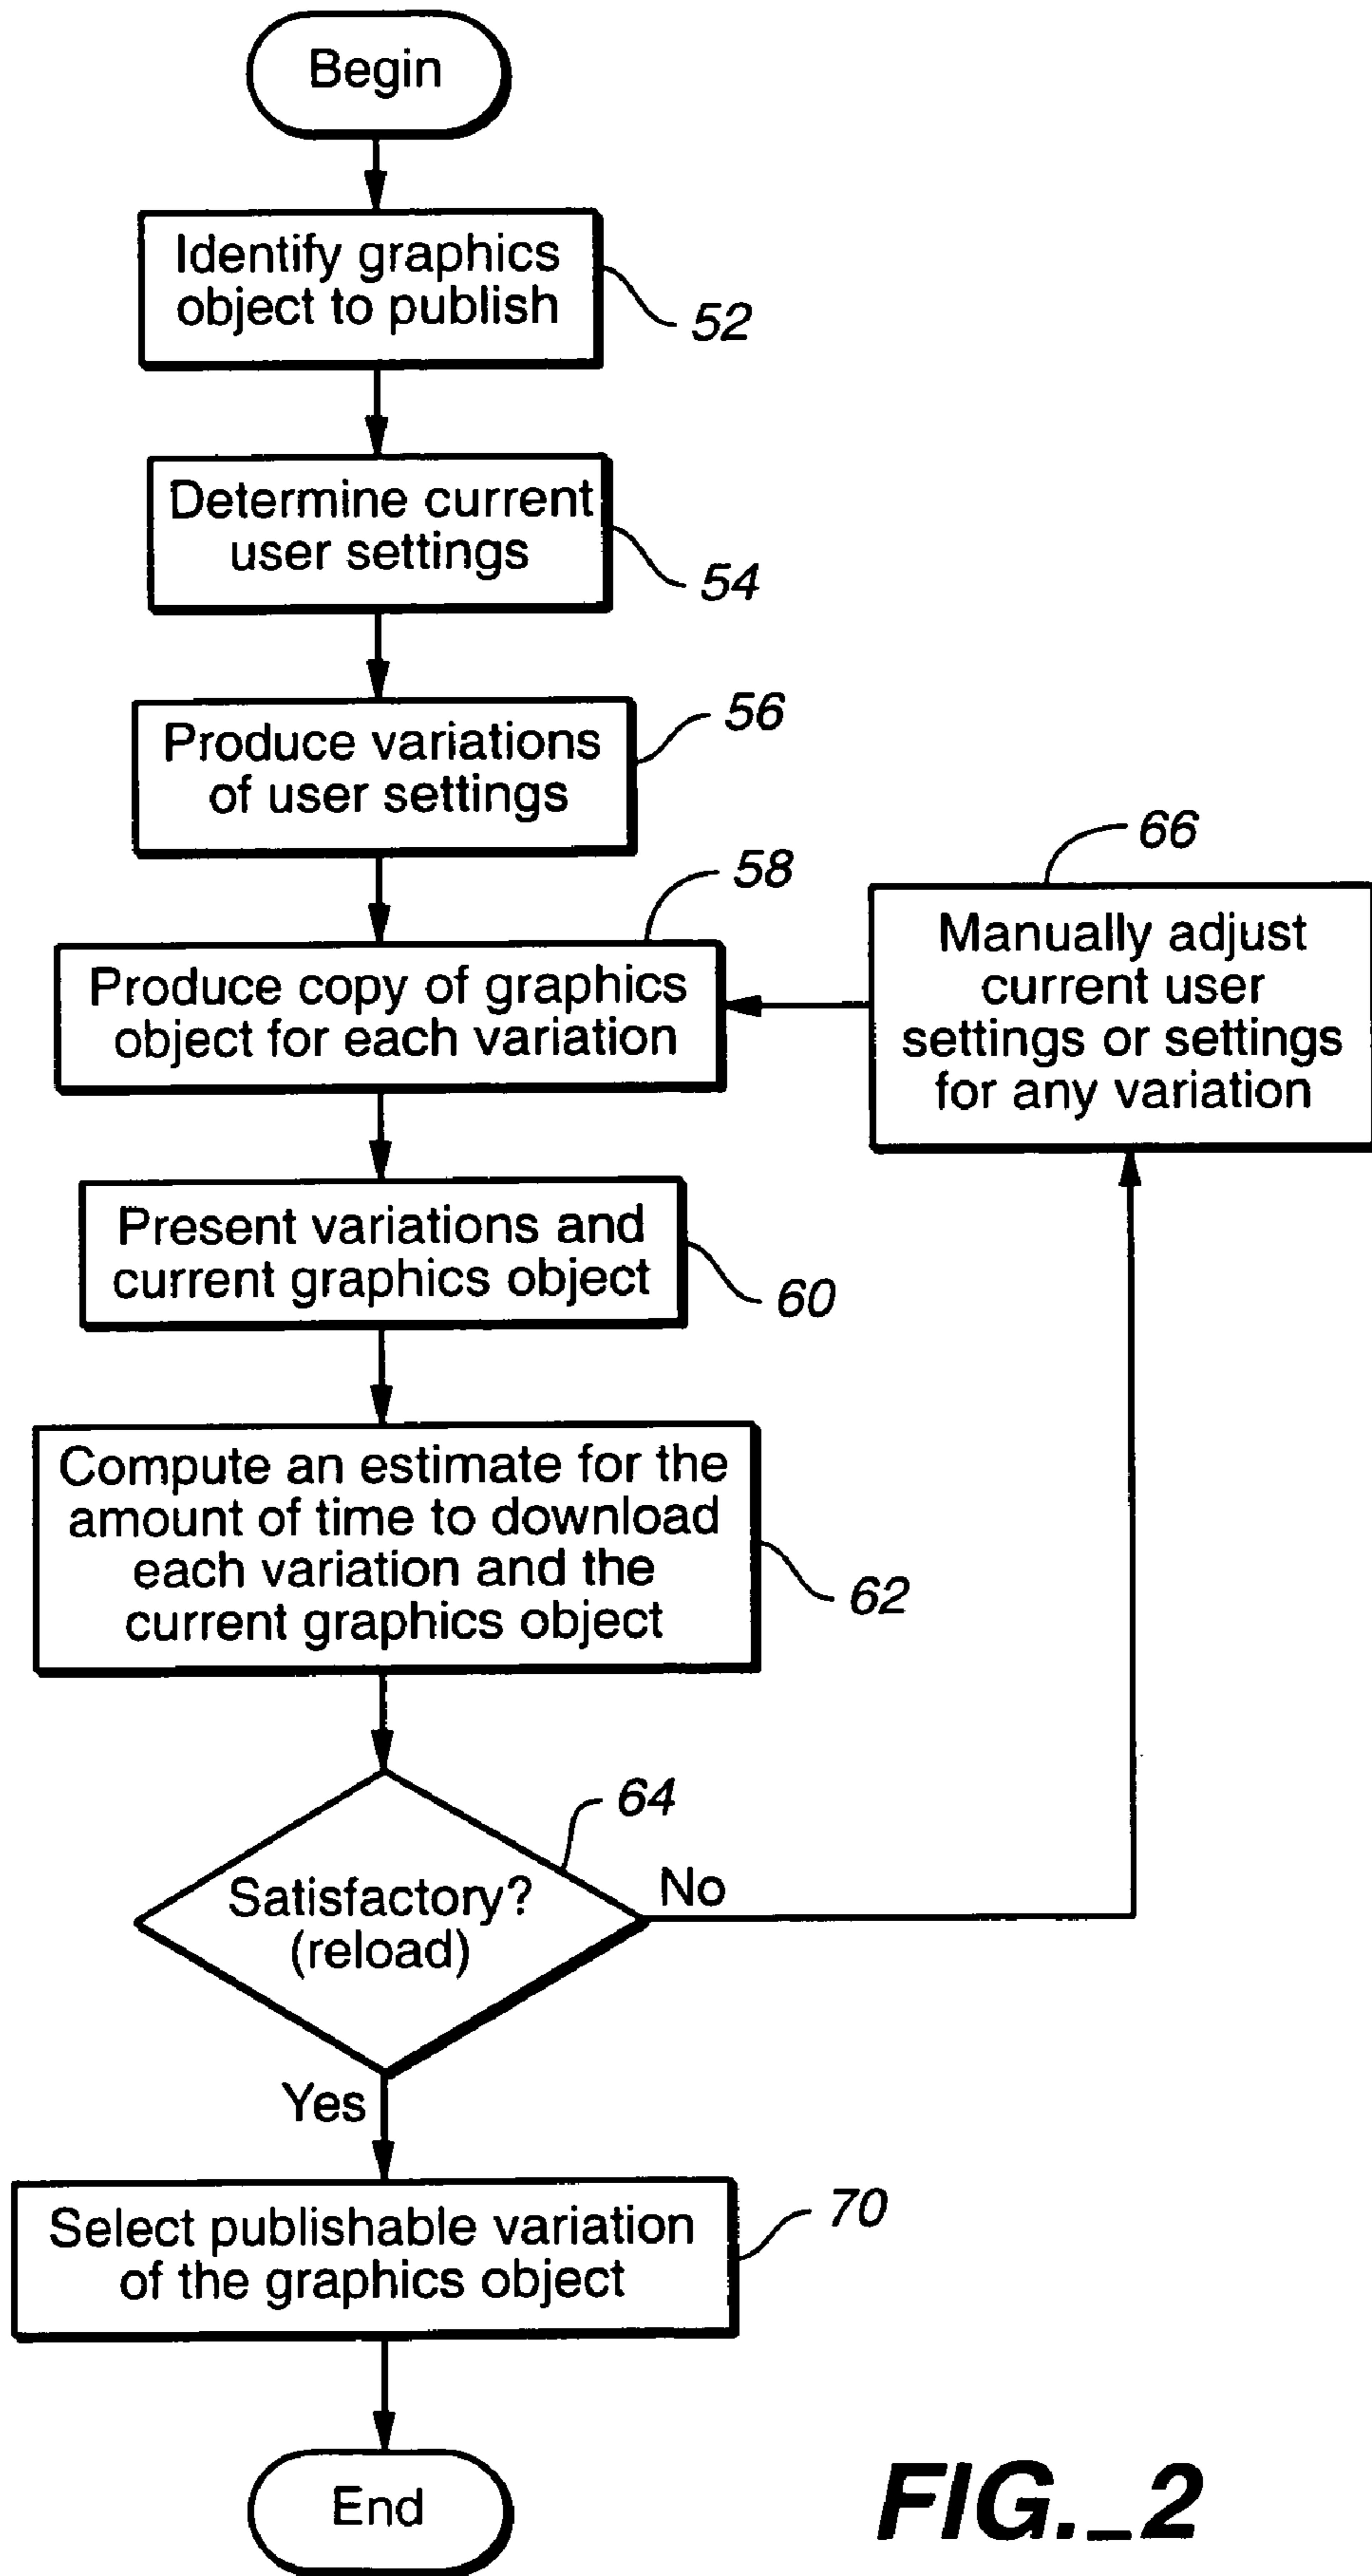 Begin
Identify graphics
object to publish
52
Determine current
user settings
54
Produce variations
of user settings
56
Produce copy of graphics
object for each variation
58
Manually adjust
current user
settings or settings
for any variation
66
Present variations and
current graphics object
60
Compute an estimate for the
amount of time to download
each variation and the
current graphics object
62
Satisfactory?
(reload)
64
No
Yes
Select publishable variation
of the graphics object
70
End
FIG._2